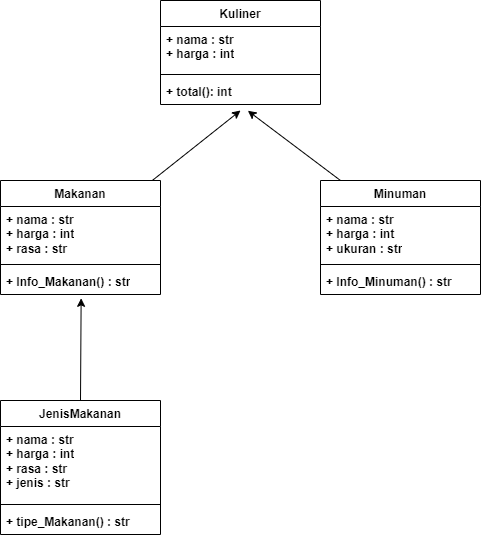 Kuliner
+ nama : str
+ harga : int
+ total(): int
Makanan
+ nama : str
+ harga : int
+ rasa : str
+ Info_Makanan() : str
Minuman
+ nama : str
+ harga : int
+ ukuran : str
+ Info_Minuman() : str
JenisMakanan
+ nama : str
+ harga : int
+ rasa : str
+ jenis : str
+ tipe_Makanan() : str